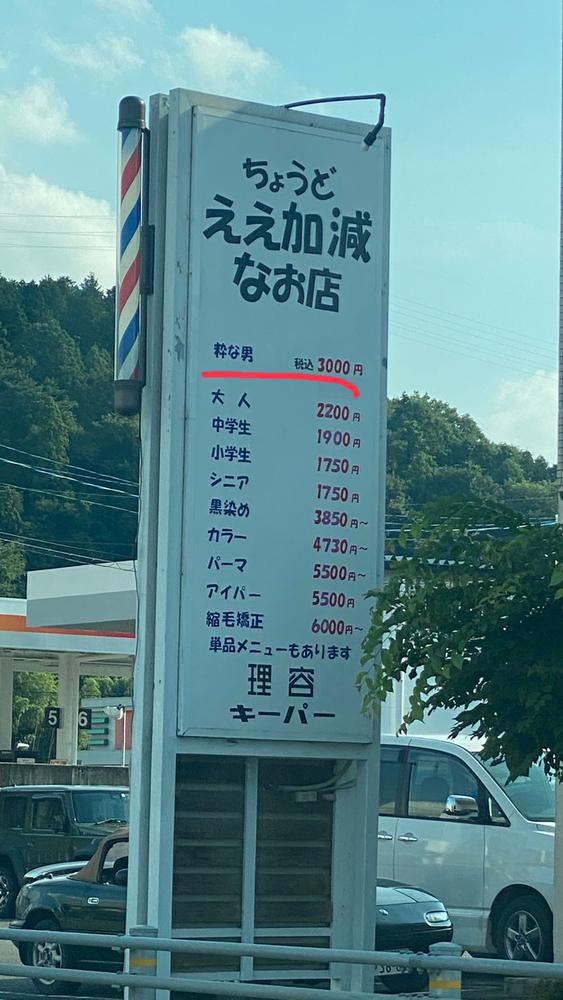 ちょうど
ええ加減
なお店
粋な男 税込3000円
大人 2200円
中学生 1900円
小学生 1750円
シニア 1750円
黒染め 3850円~
カラー 4730円~
パーマ 5500円~
アイパー 5500円
縮毛矯正 6000円~
単品メニューもあります
理容
キーパー
5 6